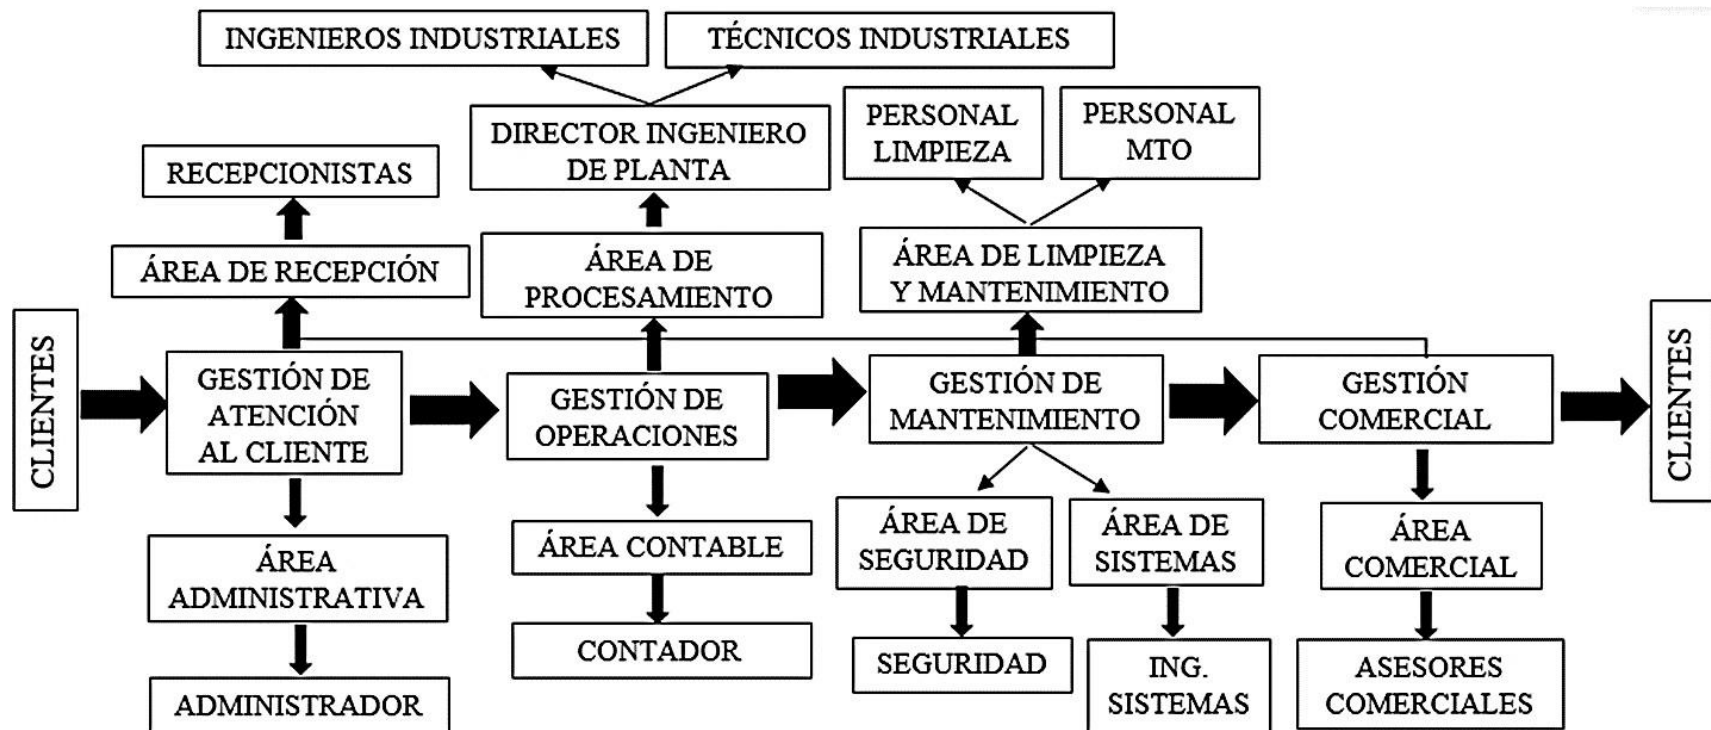 INGENIEROS INDUSTRIALES
TÉCNICOS INDUSTRIALES
DIRECTOR INGENIERO
DE PLANTA
PERSONAL
LIMPIEZA
PERSONAL
MTO
RECEPCIONISTAS
ÁREA DE RECEPCIÓN
ÁREA DE
PROCESAMIENTO
ÁREA DE LIMPIEZA
Y MANTENIMIENTO
CLIENTES
GESTIÓN DE
ATENCIÓN
AL CLIENTE
GESTIÓN DE
OPERACIONES
GESTIÓN DE
MANTENIMIENTO
GESTIÓN
COMERCIAL
CLIENTES
ÁREA
ADMINISTRATIVA
ÁREA CONTABLE
ÁREA DE
SEGURIDAD
ÁREA DE
SISTEMAS
ÁREA
COMERCIAL
ADMINISTRADOR
CONTADOR
SEGURIDAD
ING.
SISTEMAS
ASESORES
COMERCIALES